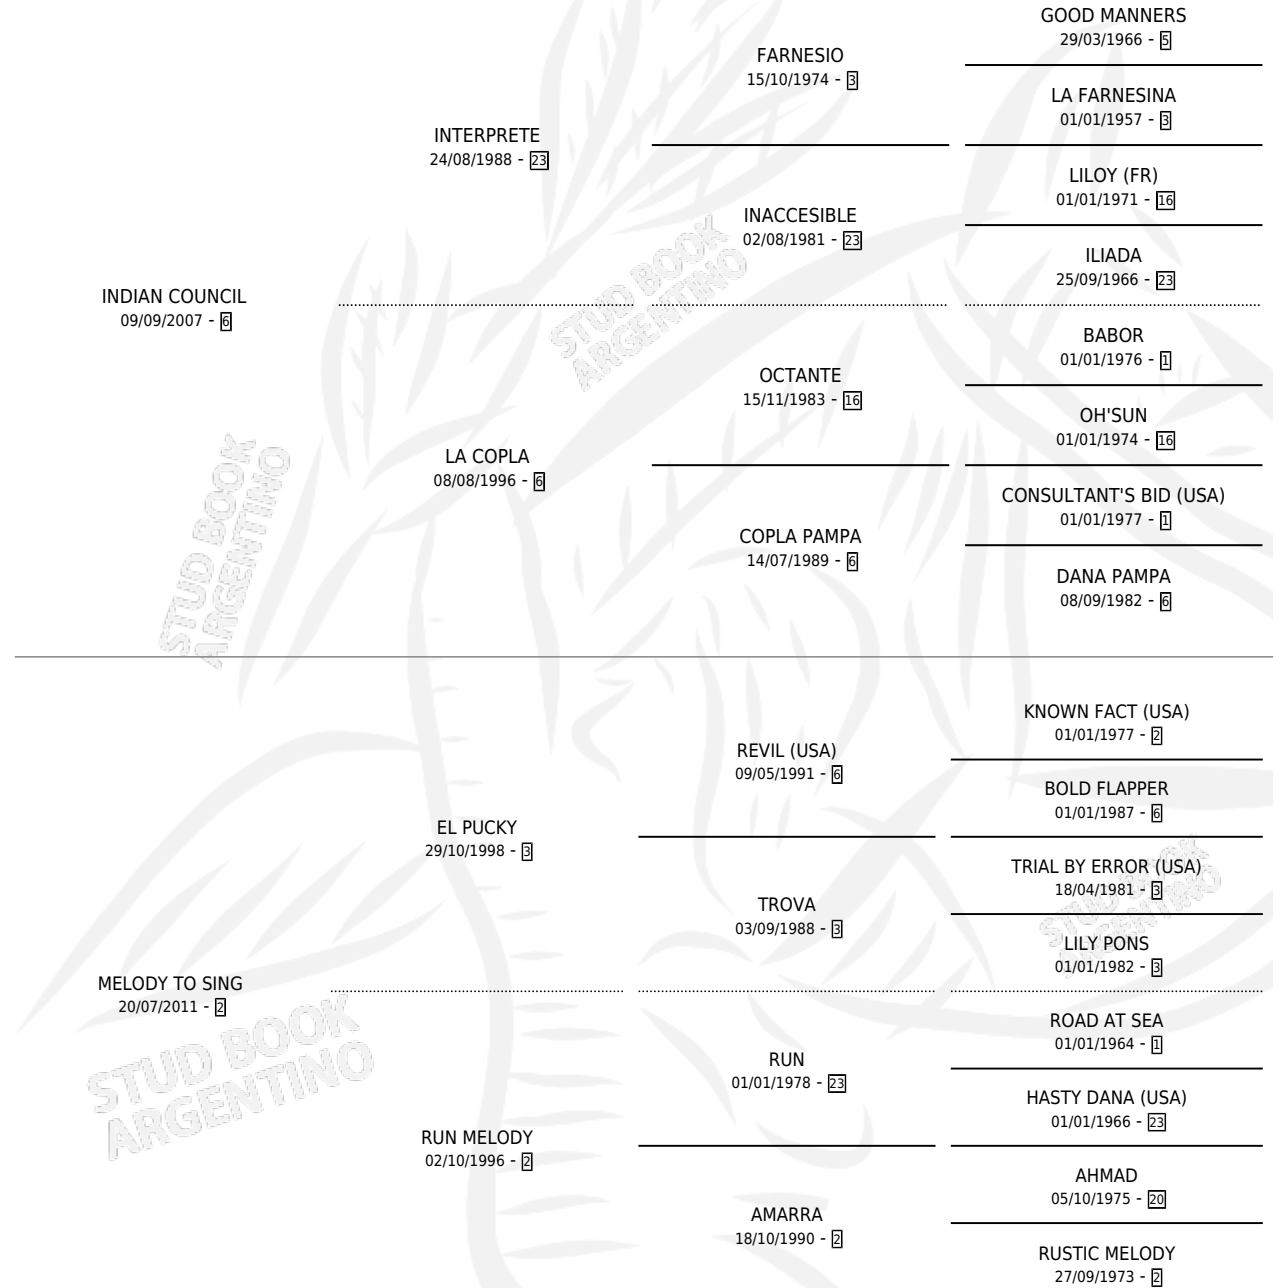 GOOD MANNERS
29/03/1966 - 5
FARNESIO
15/10/1974 - 3
LA FARNESINA
01/01/1957 - 3
INTERPRETE
24/08/1988 - 23
LILOY (FR)
01/01/1971 - 16
INACCESIBLE
02/08/1981 - 23
ILIADA
25/09/1966 - 23
INDIAN COUNCIL
09/09/2007 - 6
BABOR
01/01/1976 - 1
OCTANTE
15/11/1983 - 16
OH'SUN
01/01/1974 - 16
LA COPLA
08/08/1996 - 6
CONSULTANT'S BID (USA)
01/01/1977 - 1
COPLA PAMPA
14/07/1989 - 6
DANA PAMPA
08/09/1982 - 6
STUD BOOK
ARGENTINO
STUD BOOK
ARGENTINO
KNOWN FACT (USA)
01/01/1977 - 2
REVIL (USA)
09/05/1991 - 6
BOLD FLAPPER
01/01/1987 - 6
EL PUCKY
29/10/1998 - 3
TRIAL BY ERROR (USA)
18/04/1981 - 3
TROVA
03/09/1988 - 3
LILY PONS
01/01/1982 - 3
MELODY TO SING
20/07/2011 - 2
ROAD AT SEA
01/01/1964 - 1
RUN
01/01/1978 - 23
HASTY DANA (USA)
01/01/1966 - 23
RUN MELODY
02/10/1996 - 2
AHMAD
05/10/1975 - 20
AMARRA
18/10/1990 - 2
RUSTIC MELODY
27/09/1973 - 2
STUD BOOK
ARGENTINO
STUD BOOK
ARGENTINO